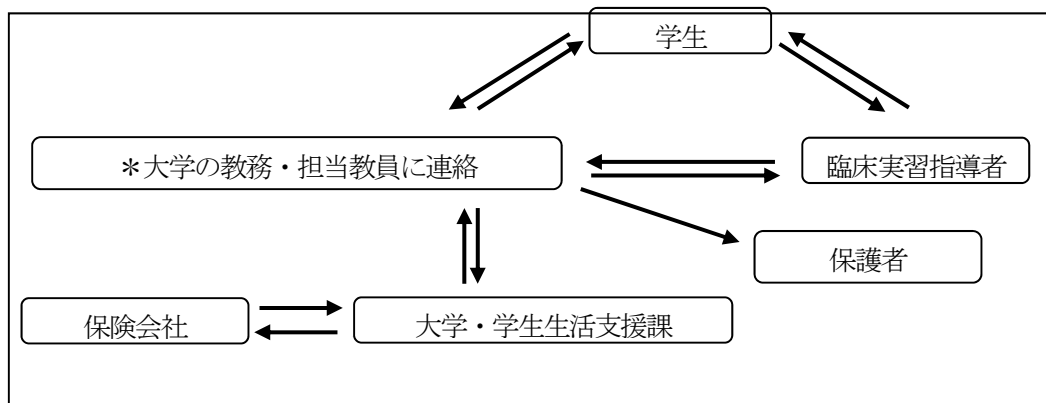 学生
＊大学の教務・担当教員に連絡
臨床実習指導者
保護者
保険会社
大学・学生生活支援課